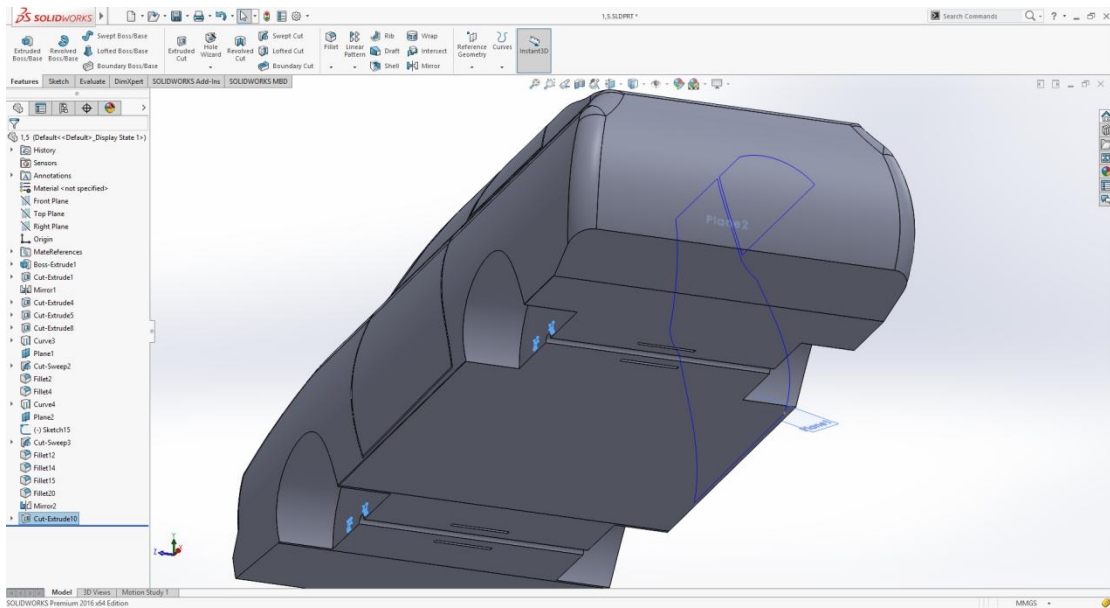 SOLIDWORKS
1,5.SLDPRT *
Search Commands
Extruded Boss/Base
Revolved Boss/Base
Swept Boss/Base
Lofted Boss/Base
Boundary Boss/Base
Extruded Cut
Hole Wizard
Revolved Cut
Swept Cut
Lofted Cut
Boundary Cut
Fillet
Linear Pattern
Rib
Draft
Shell
Wrap
Intersect
Mirror
Reference Geometry
Curves
Instant3D
Features Sketch Evaluate DimXpert SOLIDWORKS Add-Ins SOLIDWORKS MBD
1,5 (Default<<Default>_Display State 1>)
History
Sensors
Annotations
Material <not specified>
Front Plane
Top Plane
Right Plane
Origin
MateReferences
Boss-Extrude1
Cut-Extrude1
Mirror1
Cut-Extrude4
Cut-Extrude5
Cut-Extrude8
Curve3
Plane1
Cut-Sweep2
Fillet2
Fillet4
Curve4
Plane2
(-) Sketch15
Cut-Sweep3
Fillet12
Fillet14
Fillet15
Fillet20
Mirror2
Cut-Extrude10
Plane2
Plane1
Y
Z
Model 3D Views Motion Study 1
SOLIDWORKS Premium 2016 x64 Edition
MMGS